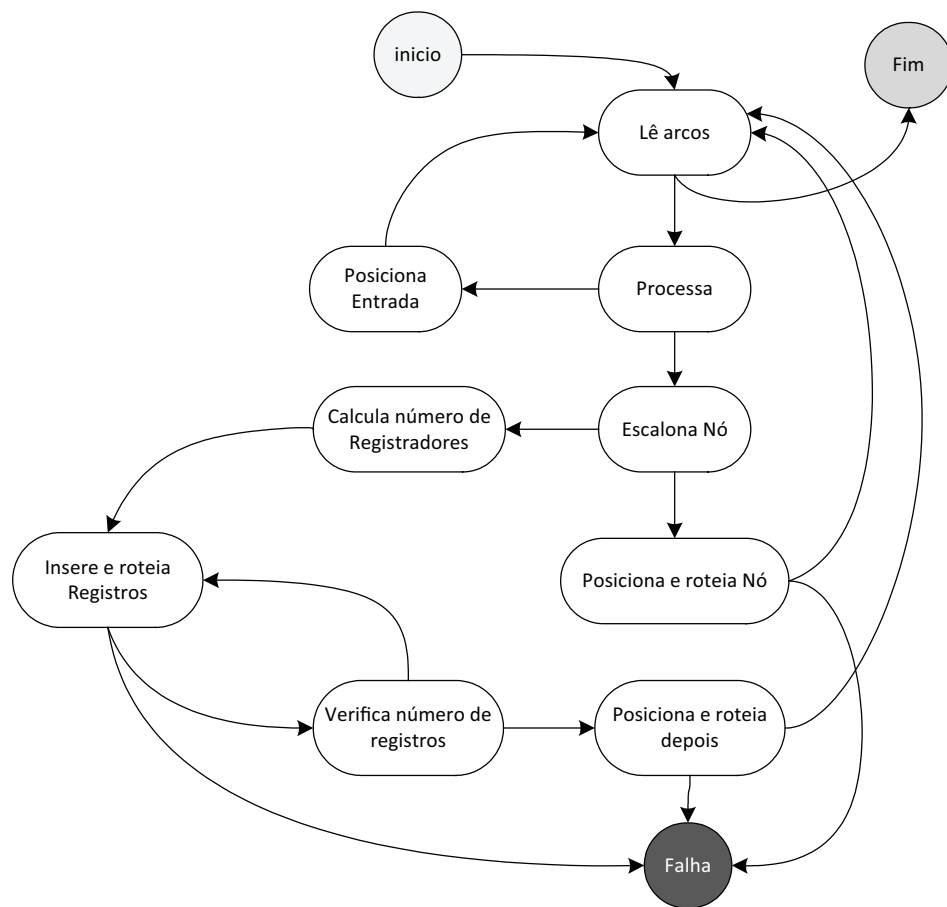 inicio
Fim
Lê arcos
Posiciona
Entrada
Processa
Calcula número de
Registradores
Escalona Nó
Insere e roteia
Registros
Posiciona e roteia Nó
Verifica número de
registros
Posiciona e roteia
depois
Falha